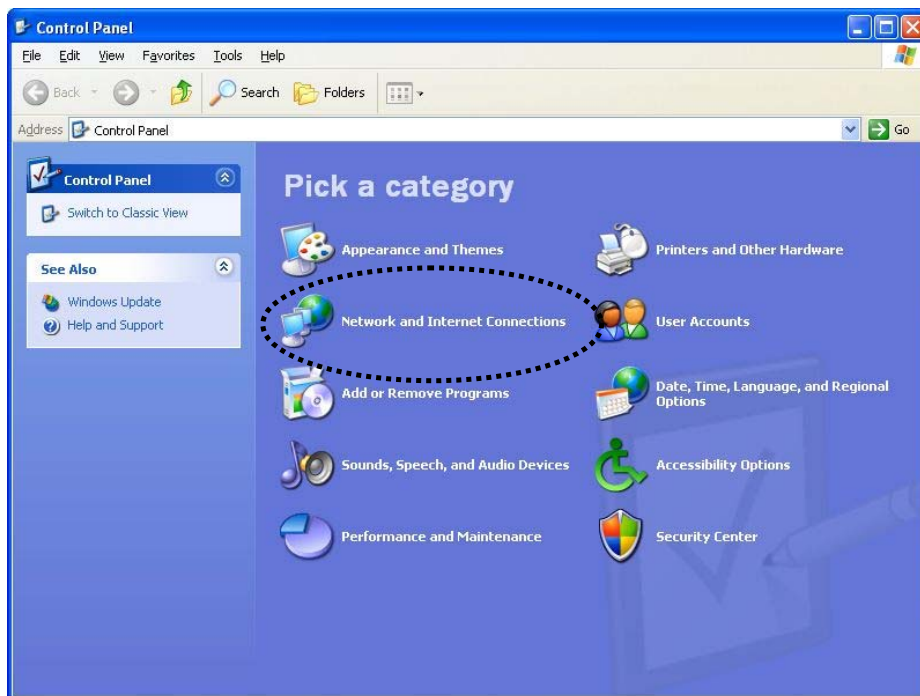 Control Panel
File Edit View Favorites Tools Help
Back Search Folders
Address Control Panel Go
Control Panel
Switch to Classic View
See Also
Windows Update
Help and Support
Pick a category
Appearance and Themes
Printers and Other Hardware
Network and Internet Connections
User Accounts
Add or Remove Programs
Date, Time, Language, and Regional
Options
Sounds, Speech, and Audio Devices
Accessibility Options
Performance and Maintenance
Security Center